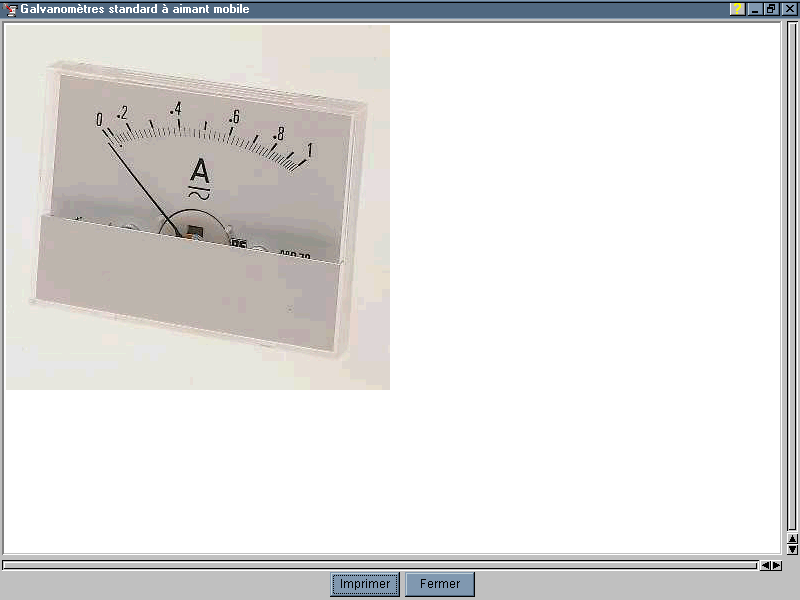 Galvanomètres standard à aimant mobile
?
0 .2 .4 .6 .8 1
A
Imprimer Fermer